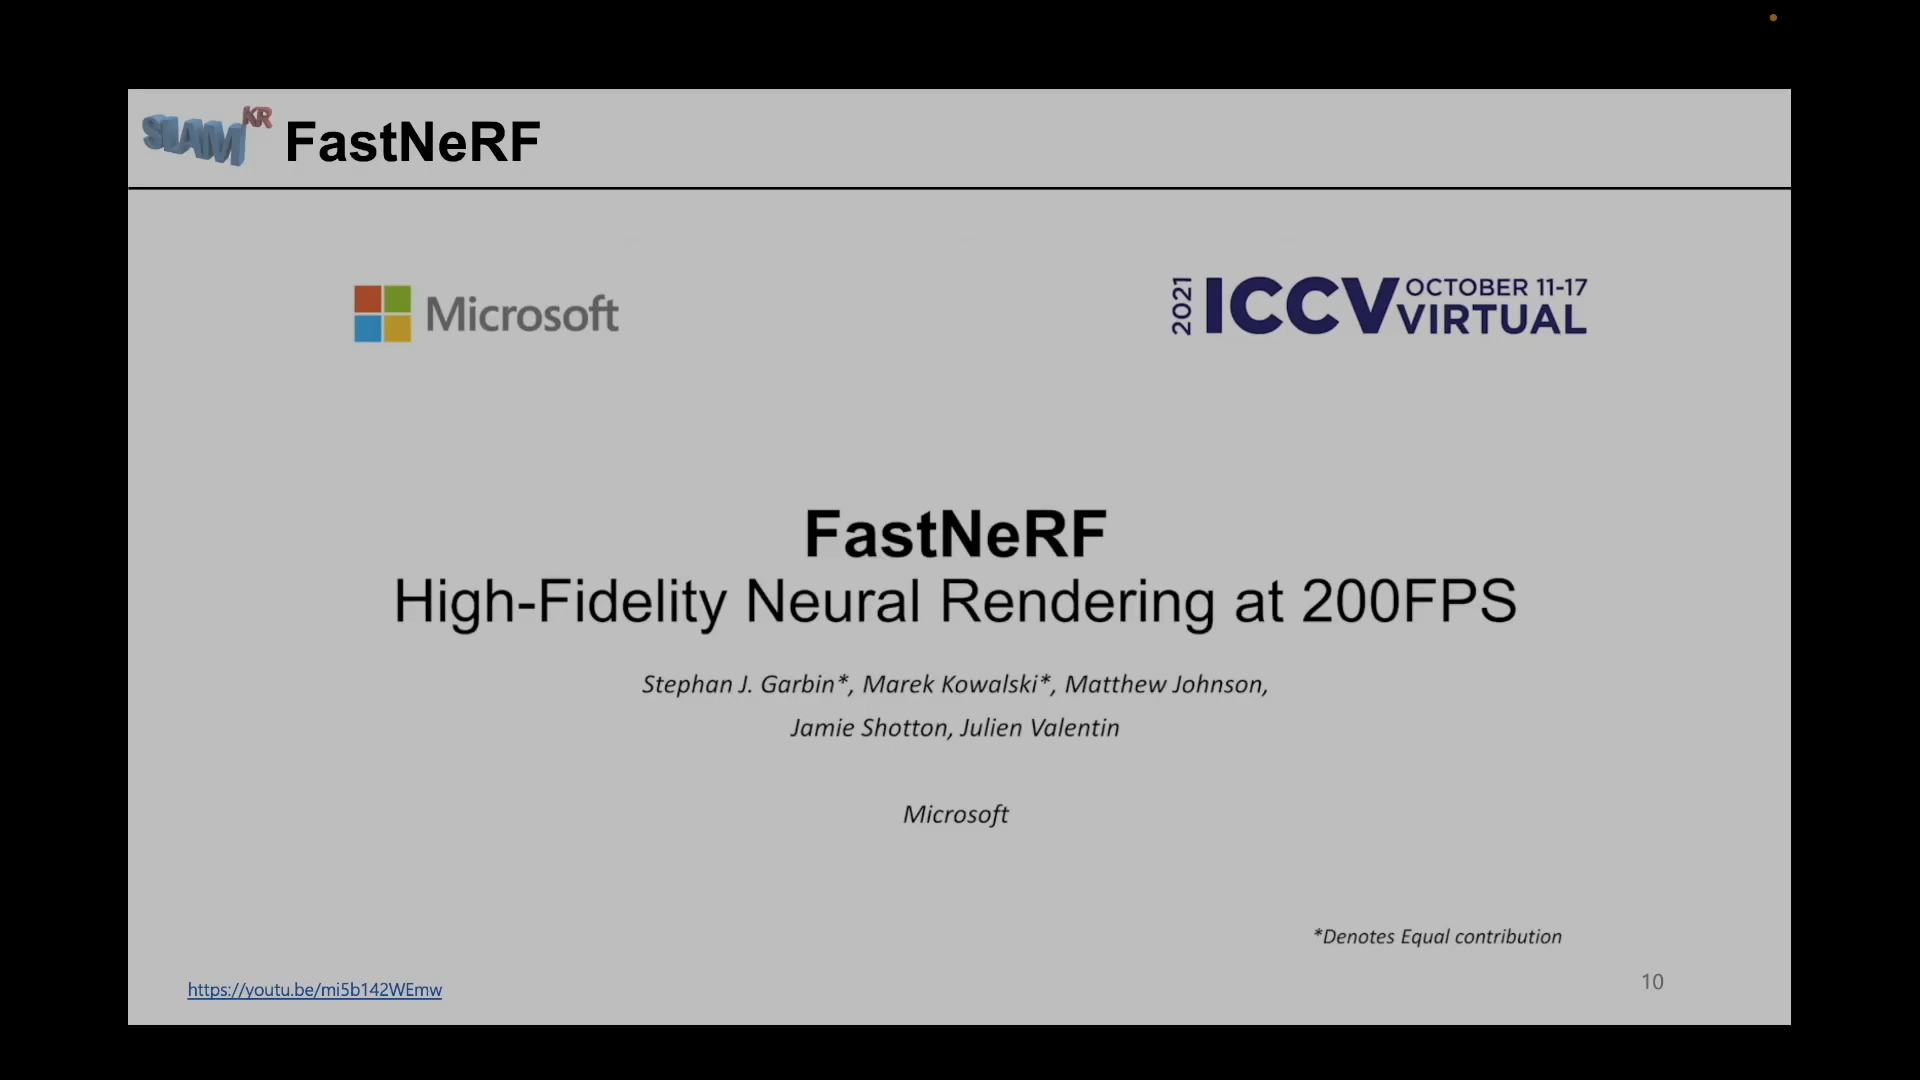 SLAM KR FastNeRF
Microsoft
2021 ICCV OCTOBER 11-17
VIRTUAL
FastNeRF
High-Fidelity Neural Rendering at 200FPS
Stephan J. Garbin*, Marek Kowalski*, Matthew Johnson,
Jamie Shotton, Julien Valentin
Microsoft
*Denotes Equal contribution
https://youtu.be/mi5b142WEmw
10